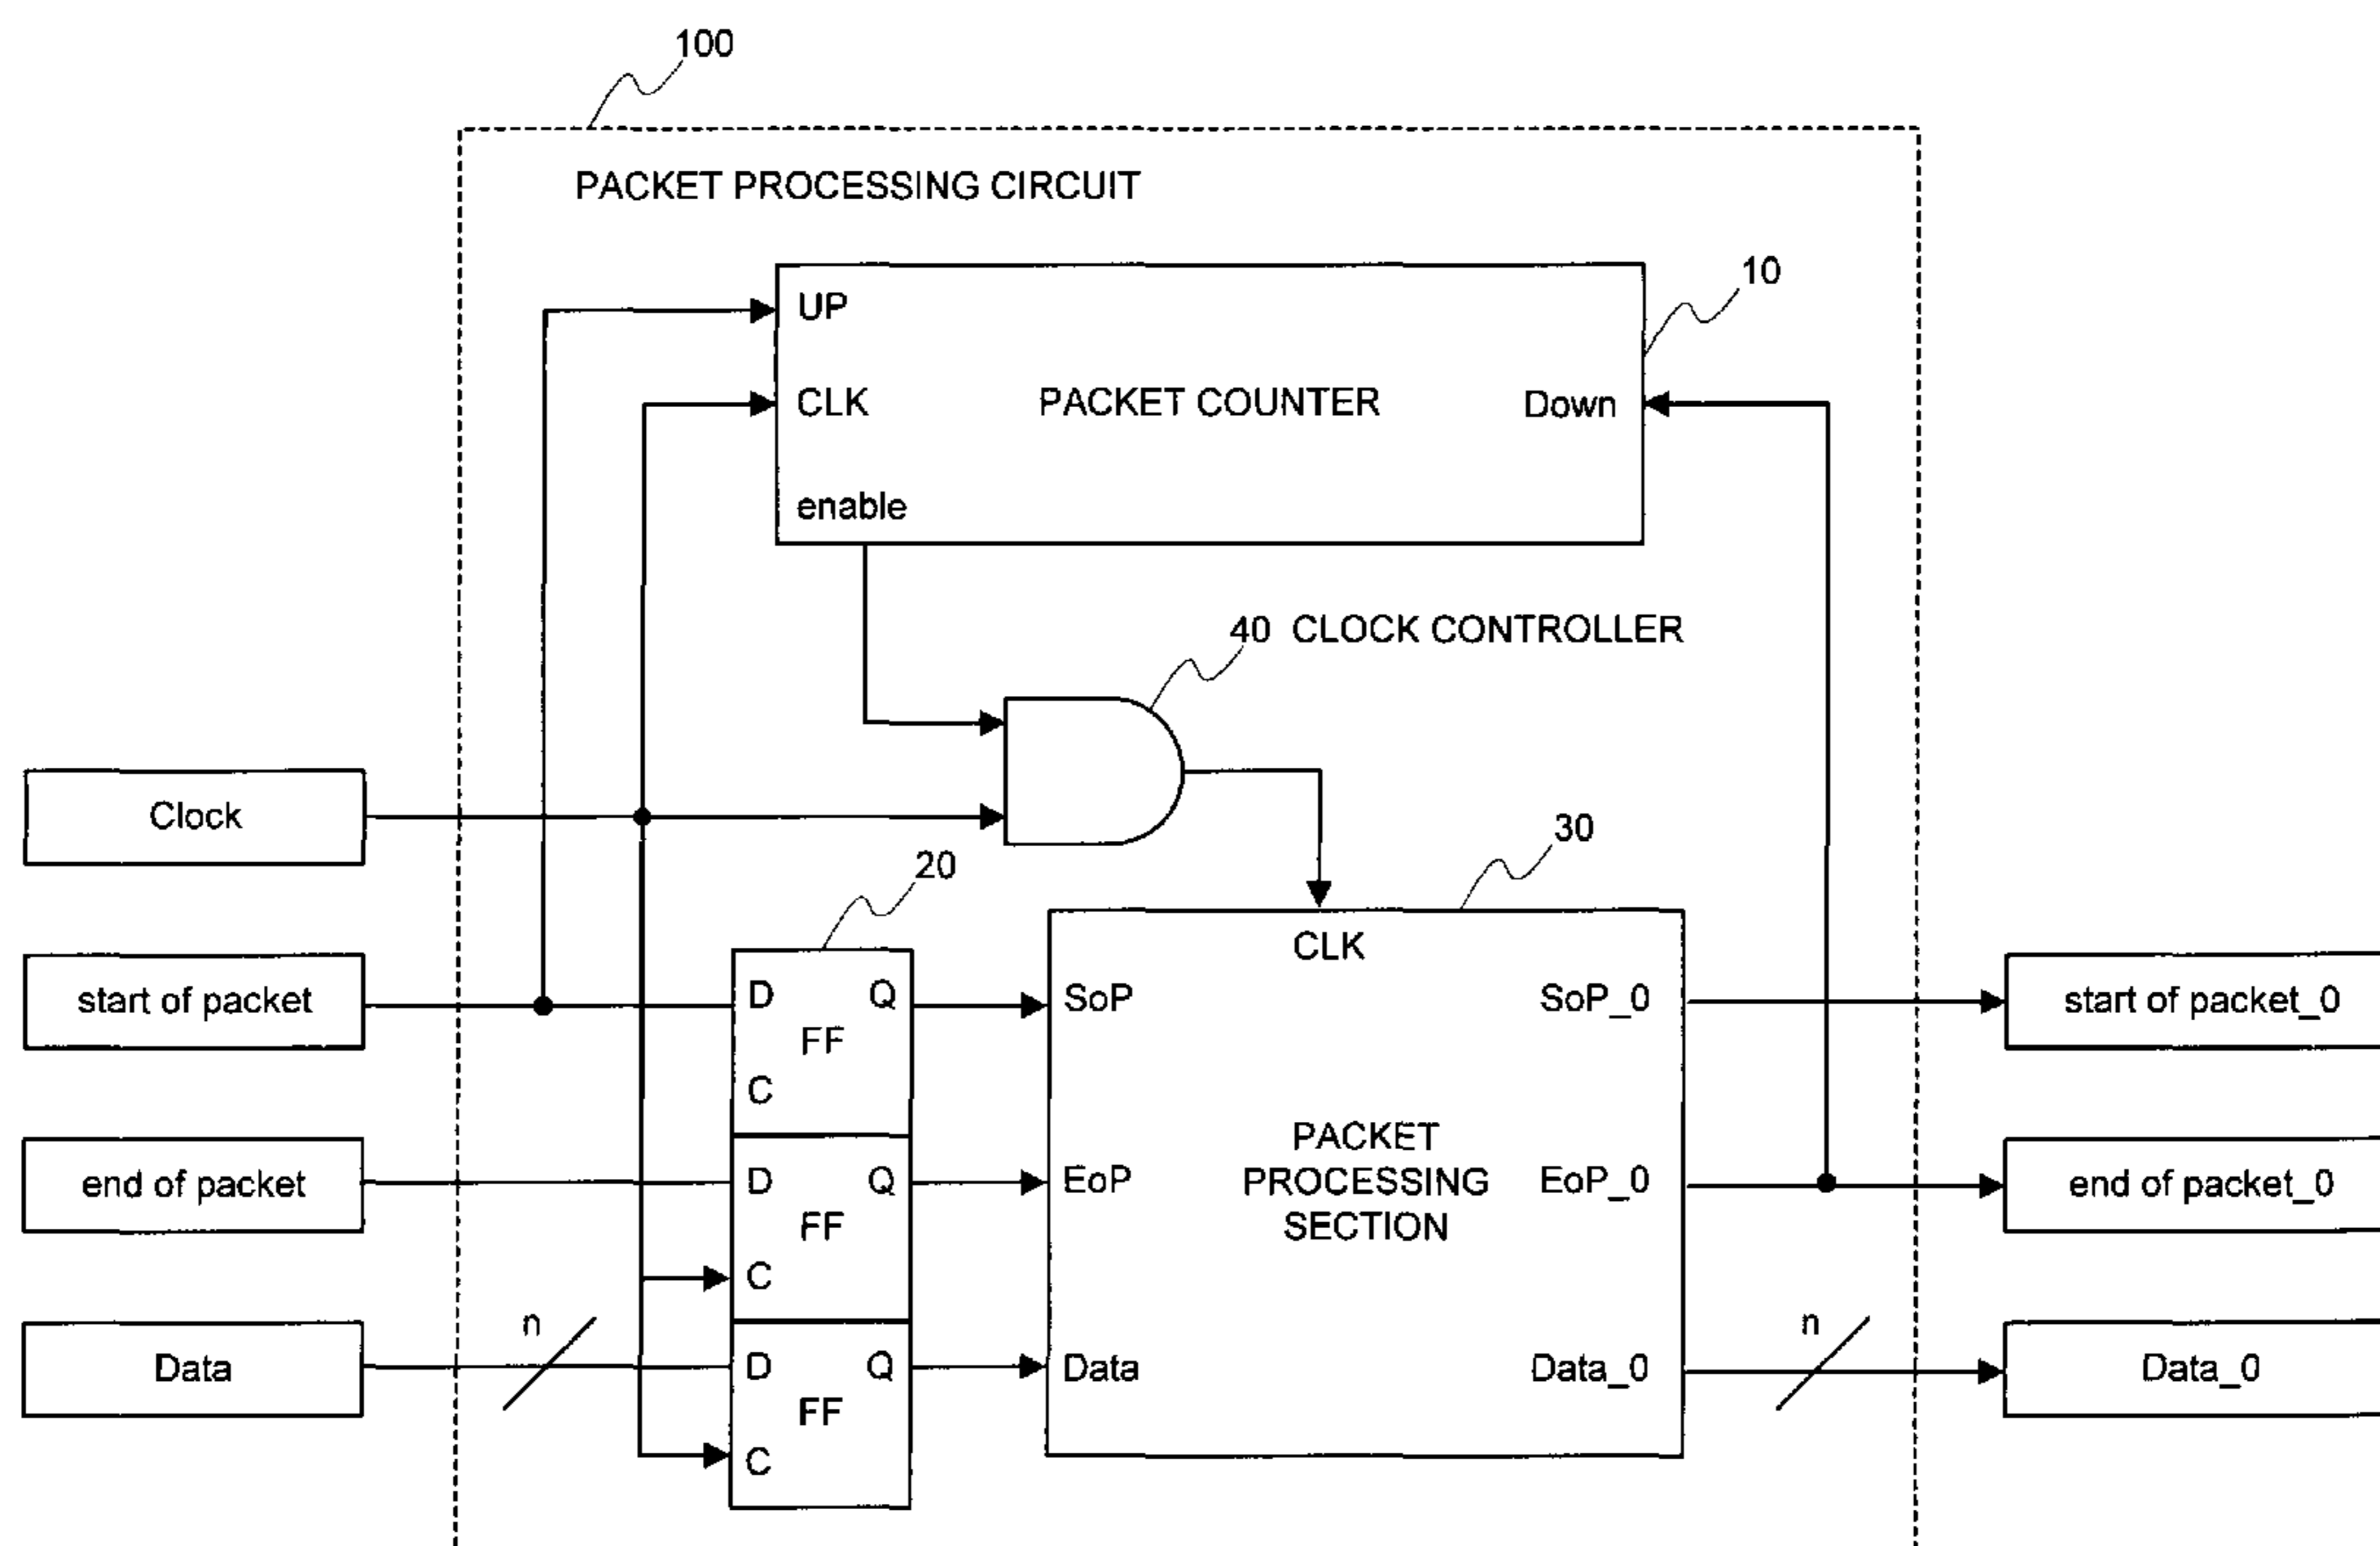 100
PACKET PROCESSING CIRCUIT
10
UP
CLK
PACKET COUNTER
Down
enable
40 CLOCK CONTROLLER
Clock
30
20
CLK
start of packet
D
Q
SoP
SoP_0
start of packet_0
FF
C
PACKET
PROCESSING
SECTION
end of packet
D
Q
EoP
EoP_0
end of packet_0
FF
C
n
n
Data
D
Q
Data
Data_0
Data_0
FF
C